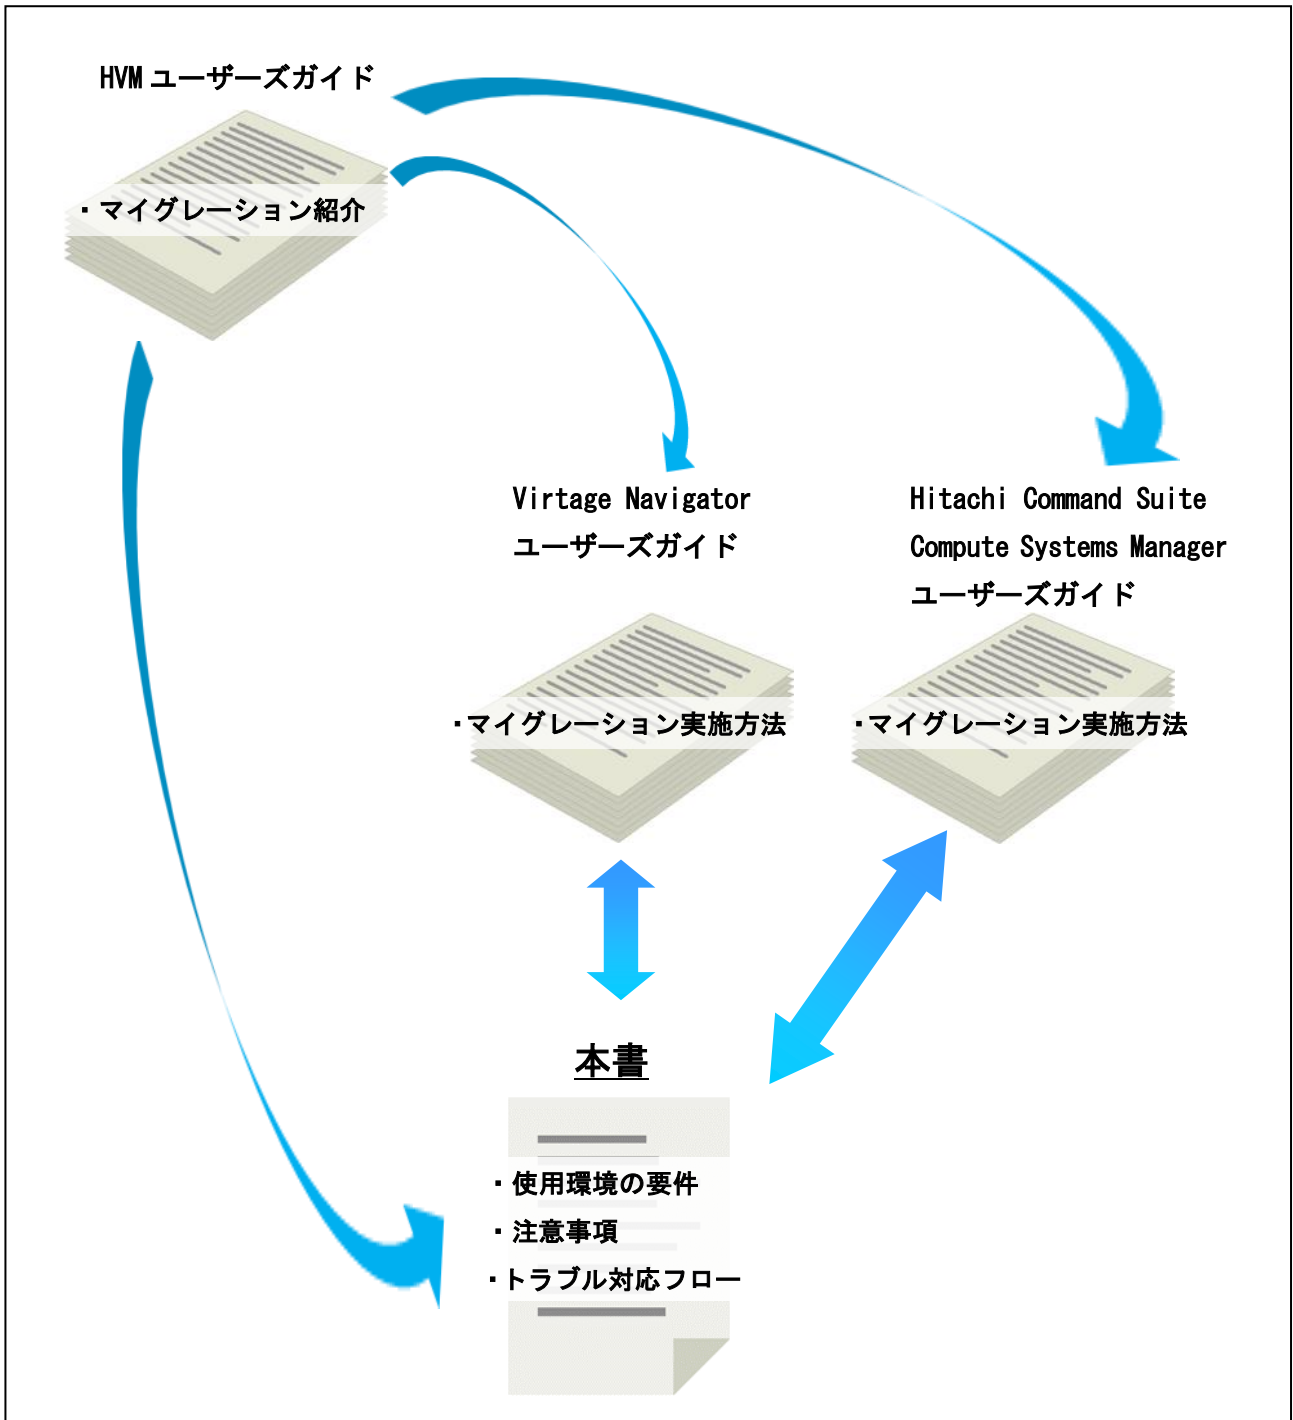 HVM ユーザーズガイド
・マイグレーション紹介
Virtage Navigator
ユーザーズガイド
Hitachi Command Suite
Compute Systems Manager
ユーザーズガイド
・マイグレーション実施方法
・マイグレーション実施方法
本書
・使用環境の要件
・注意事項
・トラブル対応フロー